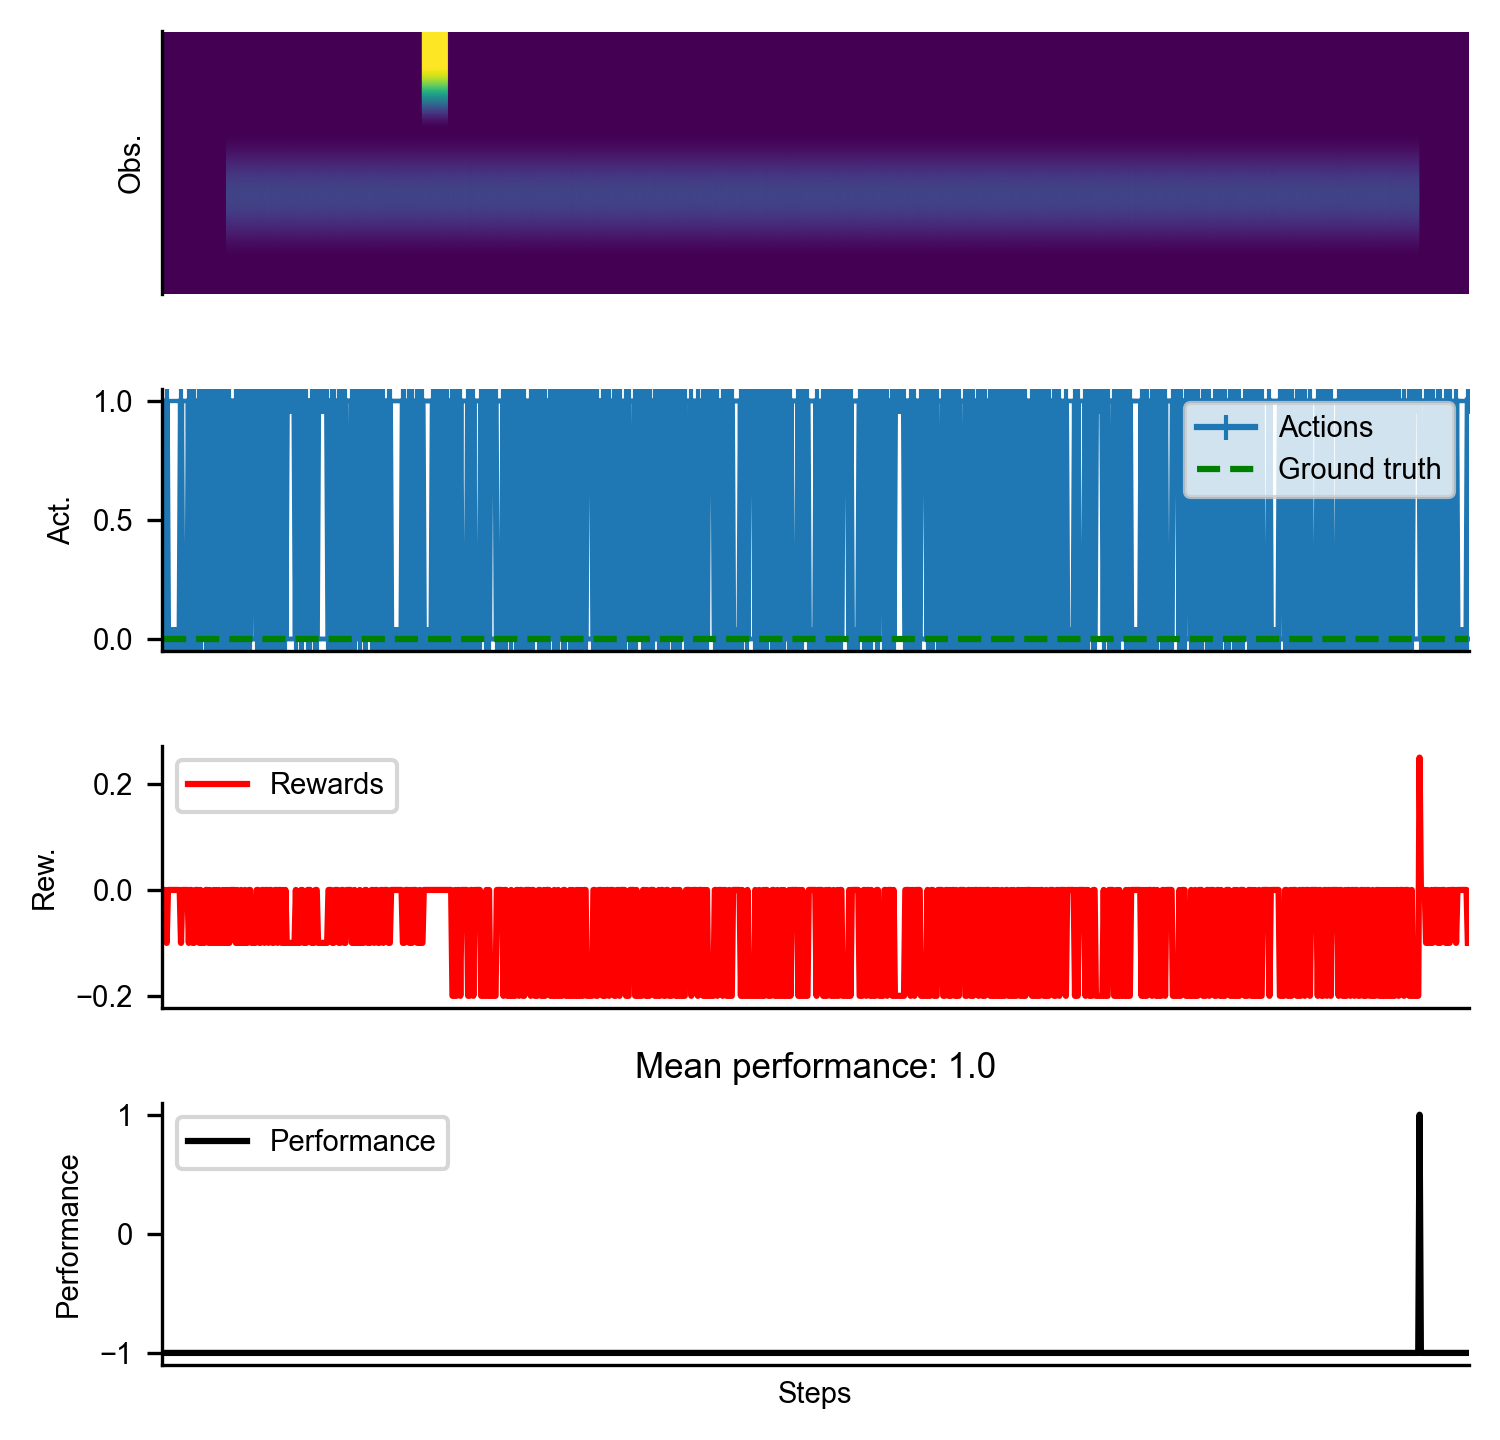 Obs.
1.0
0.5
0.0
Act.
Actions
Ground truth
0.2
0.0
−0.2
Rew.
Rewards
Mean performance: 1.0
1
0
−1
Performance
Performance
Steps